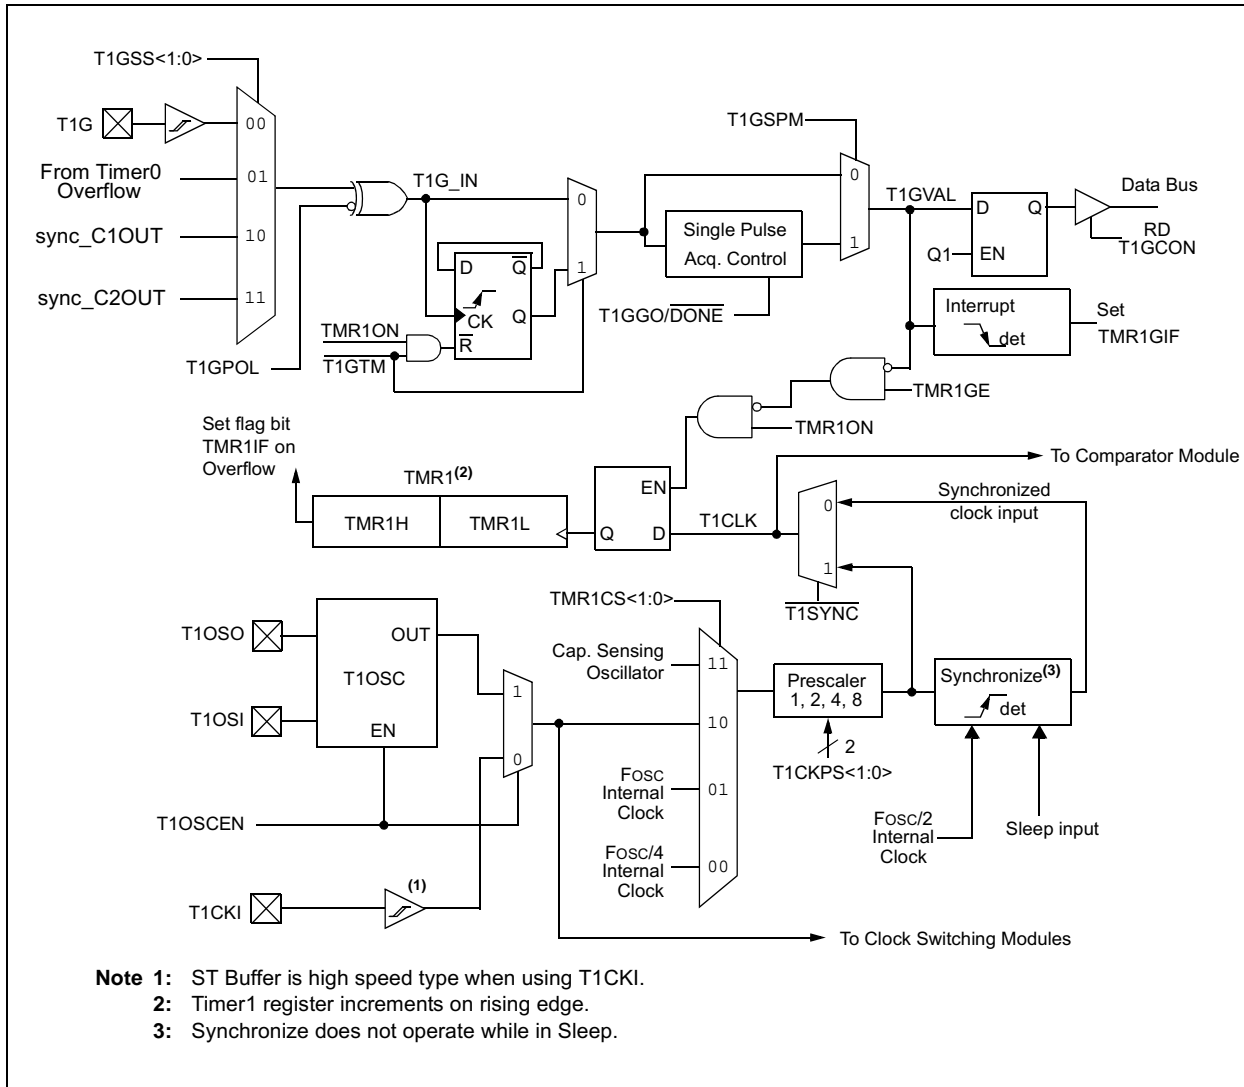 T1GSS<1:0>
T1G
00
From Timer0
Overflow
01
sync_C1OUT
10
sync_C2OUT
11
T1GPOL
T1G_IN
0
1
D
Q
CK
Q
R
TMR1ON
T1GTM
T1GSPM
0
1
Single Pulse
Acq. Control
T1GGO/DONE
T1GVAL
D
Q
Q1
EN
Data Bus
RD
T1GCON
Interrupt
det
Set
TMR1GIF
TMR1GE
TMR1ON
Set flag bit
TMR1IF on
Overflow
TMR1(2)
TMR1H
TMR1L
EN
Q
D
T1CLK
To Comparator Module
0
1
Synchronized
clock input
T1SYNC
T1OSO
T1OSI
OUT
T1OSC
EN
1
0
T1OSCEN
T1CKI
(1)
TMR1CS<1:0>
Cap. Sensing
Oscillator
11
10
FOSC
Internal
Clock
01
FOSC/4
Internal
Clock
00
Prescaler
1, 2, 4, 8
2
T1CKPS<1:0>
Synchronize(3)
det
FOSC/2
Internal
Clock
Sleep input
To Clock Switching Modules
Note 1: ST Buffer is high speed type when using T1CKI.
2: Timer1 register increments on rising edge.
3: Synchronize does not operate while in Sleep.